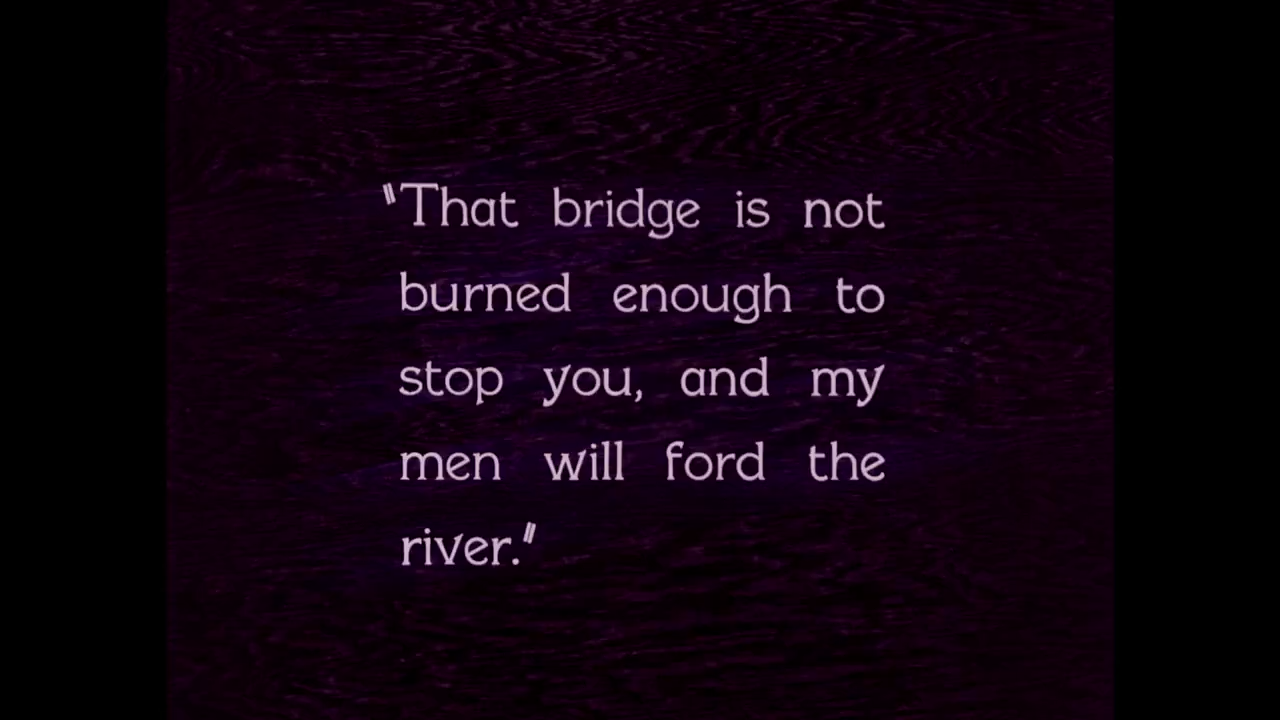 "That bridge is not
burned enough to
stop you, and my
men will ford the
river."